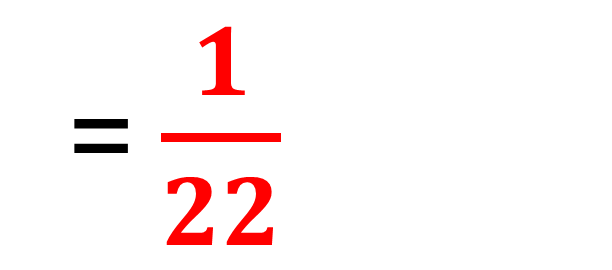 = 1/22